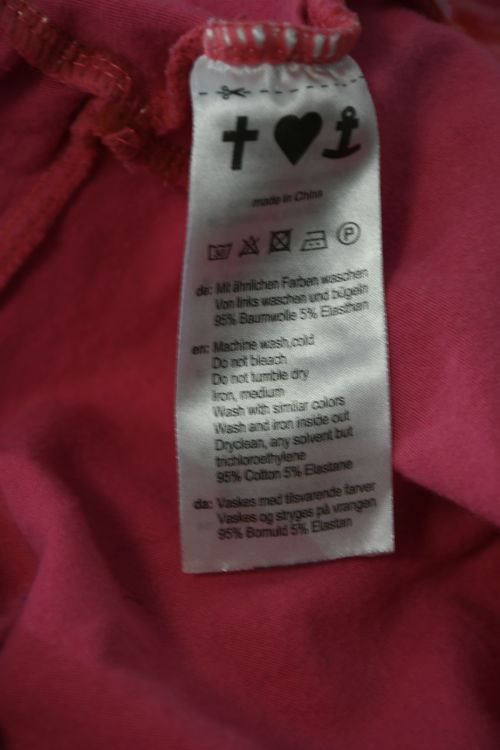 made in China
30
P
de: Mit ähnlichen Farben waschen
Von links waschen und bügeln
95% Baumwolle 5% Elasthan
en: Machine wash,cold
Do not bleach
Do not tumble dry
Iron, medium
Wash with similar colors
Wash and iron inside out
Dryclean, any solvent but
trichloroethylene
95% Cotton 5% Elastane
da: Vaskes med tilsvarende farver
Vaskes og stryges på vrangen
95% Bomuld 5% Elastan